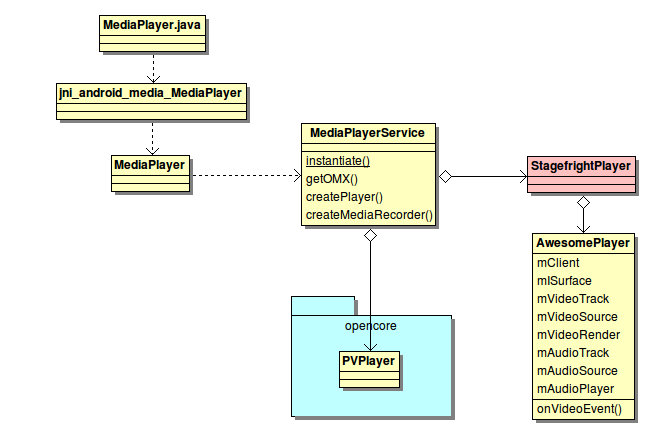 MediaPlayer.java
jni_android_media_MediaPlayer
MediaPlayer
MediaPlayerService
instantiate()
getOMX()
createPlayer()
createMediaRecorder()
StagefrightPlayer
AwesomePlayer
mClient
mISurface
mVideoTrack
mVideoSource
mVideoRender
mAudioTrack
mAudioSource
mAudioPlayer
onVideoEvent()
opencore
PVPlayer